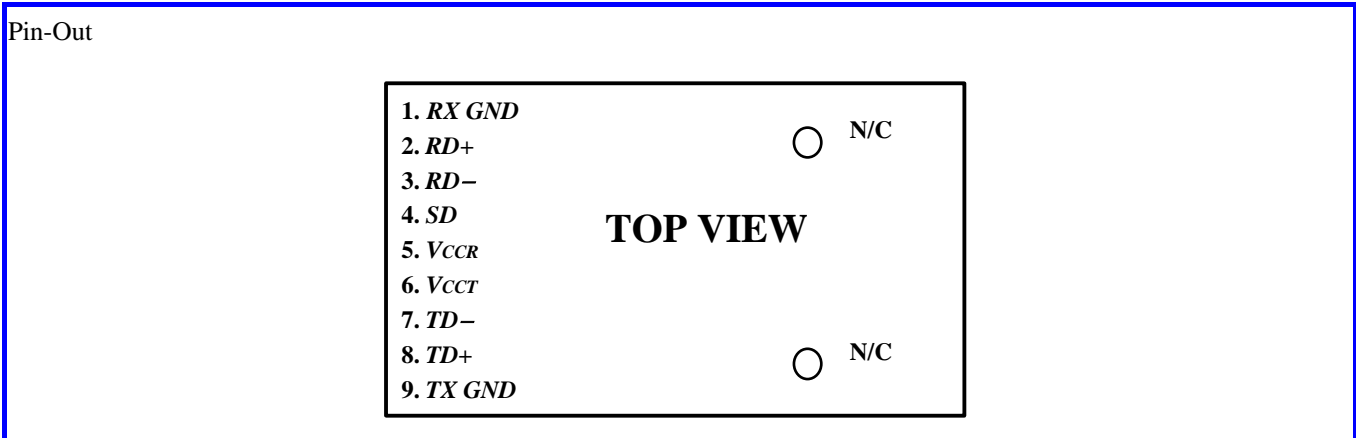 Pin-Out
1. RX GND
N/C
2. RD+
3. RD−
4. SD
TOP VIEW
5. VCCR
6. VCCT
7. TD−
8. TD+
N/C
9. TX GND